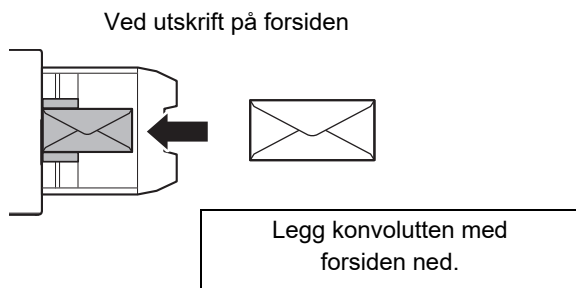 Ved utskrift på forsiden
Legg konvolutten med
forsiden ned.